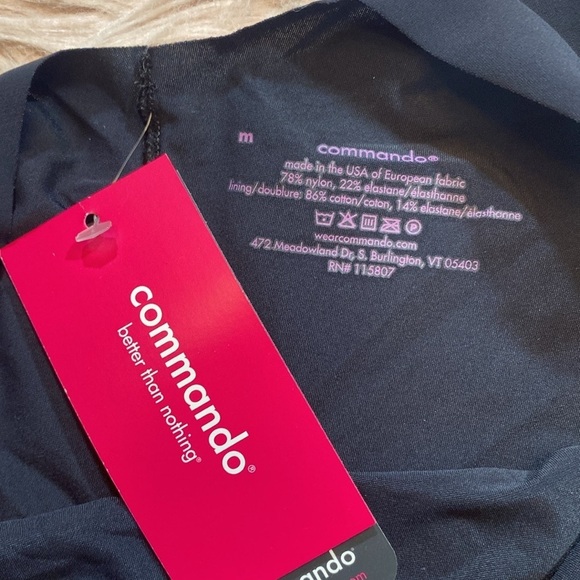 m
commando®
made in the USA of European fabric
78% nylon, 22% elastane/élasthanne
lining/doublure: 86% cotton/coton, 14% elastane/élasthanne
wearcommando.com
472 Meadowland Dr, S. Burlington, VT 05403
RN# 115807
commando®
better than nothing®